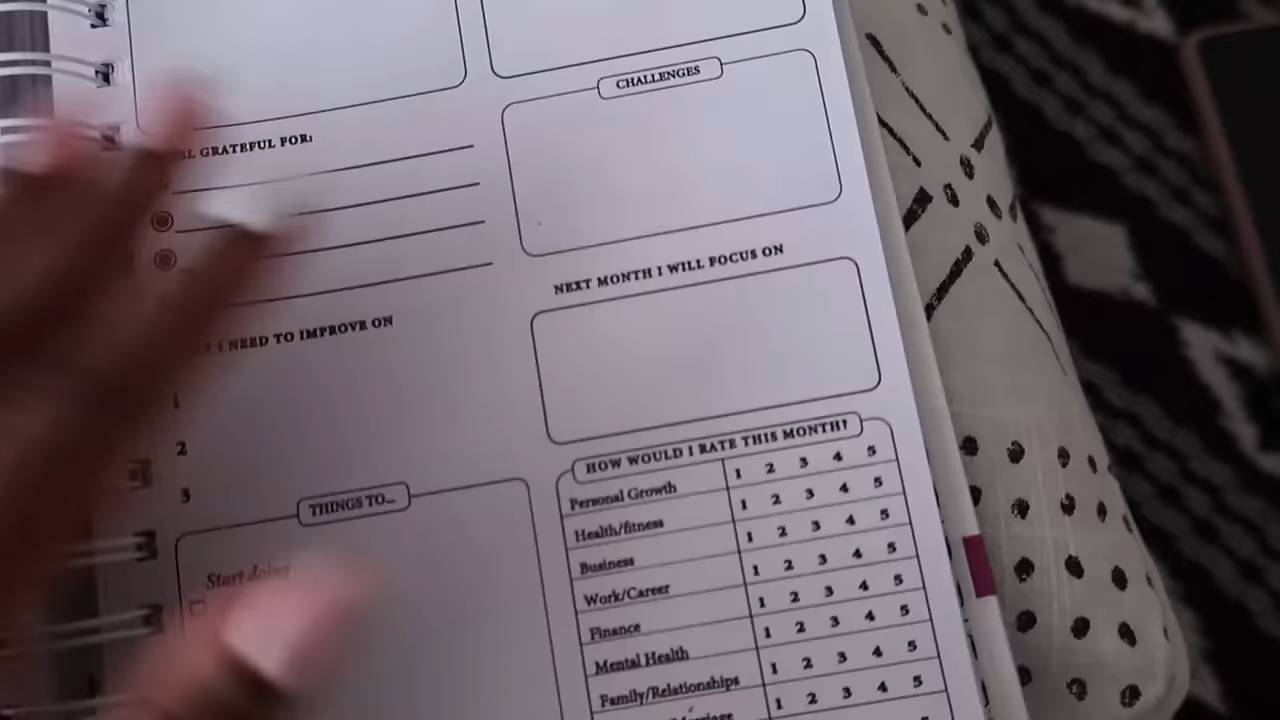 CHALLENGES
GRATEFUL FOR:
NEXT MONTH I WILL FOCUS ON
I NEED TO IMPROVE ON
1
2
3
THINGS TO...
Start doing
HOW WOULD I RATE THIS MONTH?
Personal Growth 1 2 3 4 5
Health/fitness 1 2 3 4 5
Business 1 2 3 4 5
Work/Career 1 2 3 4 5
Finance 1 2 3 4 5
Mental Health 1 2 3 4 5
Family/Relationships 1 2 3 4 5
1 2 3 4 5